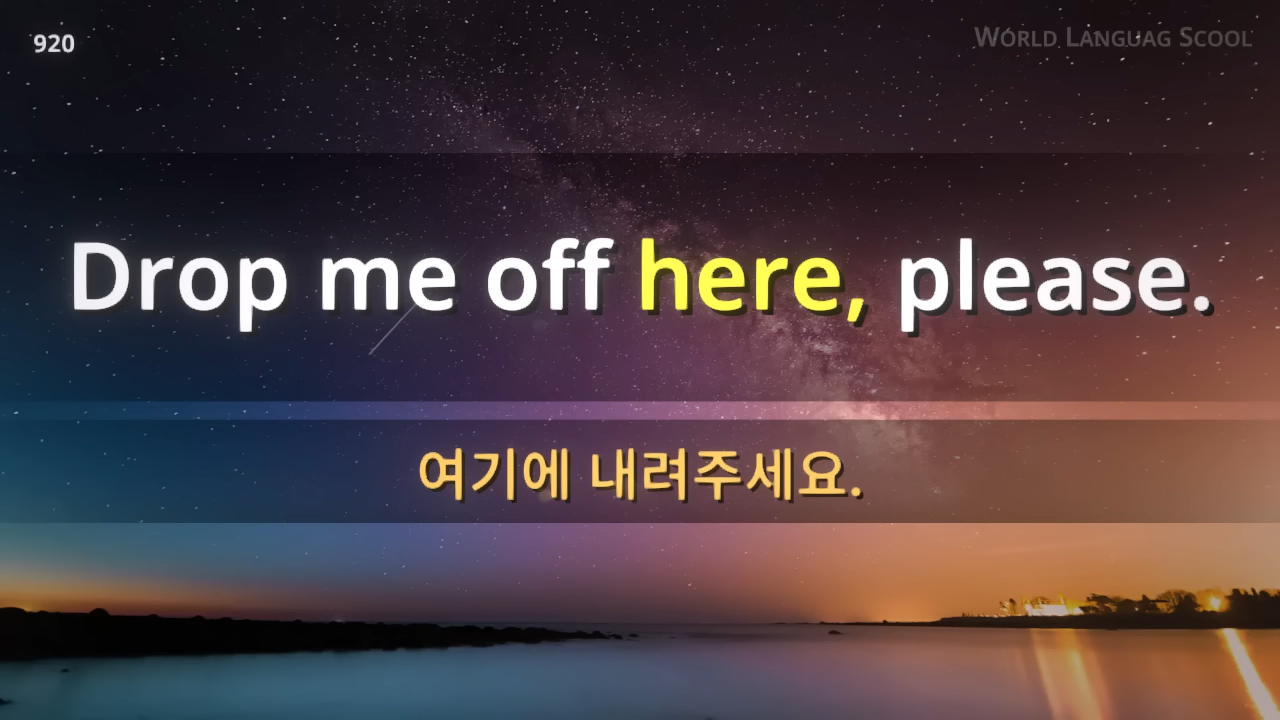 920
WORLD LANGUAG SCOOL
Drop me off here, please.
여기에 내려주세요.